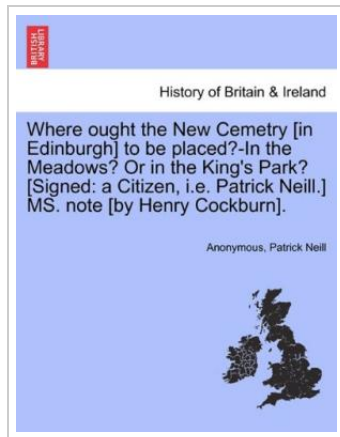 BRITISH
LIBRARY
History of Britain & Ireland
Where ought the New Cemetry [in
Edinburgh] to be placed?-In the
Meadows? Or in the King's Park?
[Signed: a Citizen, i.e. Patrick Neill.]
MS. note [by Henry Cockburn].
Anonymous, Patrick Neill